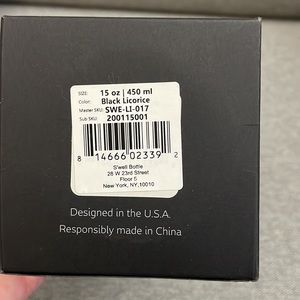 SIZE: 15 oz | 450 ml
Color: Black Licorice
Master SKU: SWE-LI-017
Sub SKU: 200115001
8 14666 02339 2
S'well Bottle
28 W 23rd Street
Floor 5
New York, NY,10010
Designed in the U.S.A.
Responsibly made in China